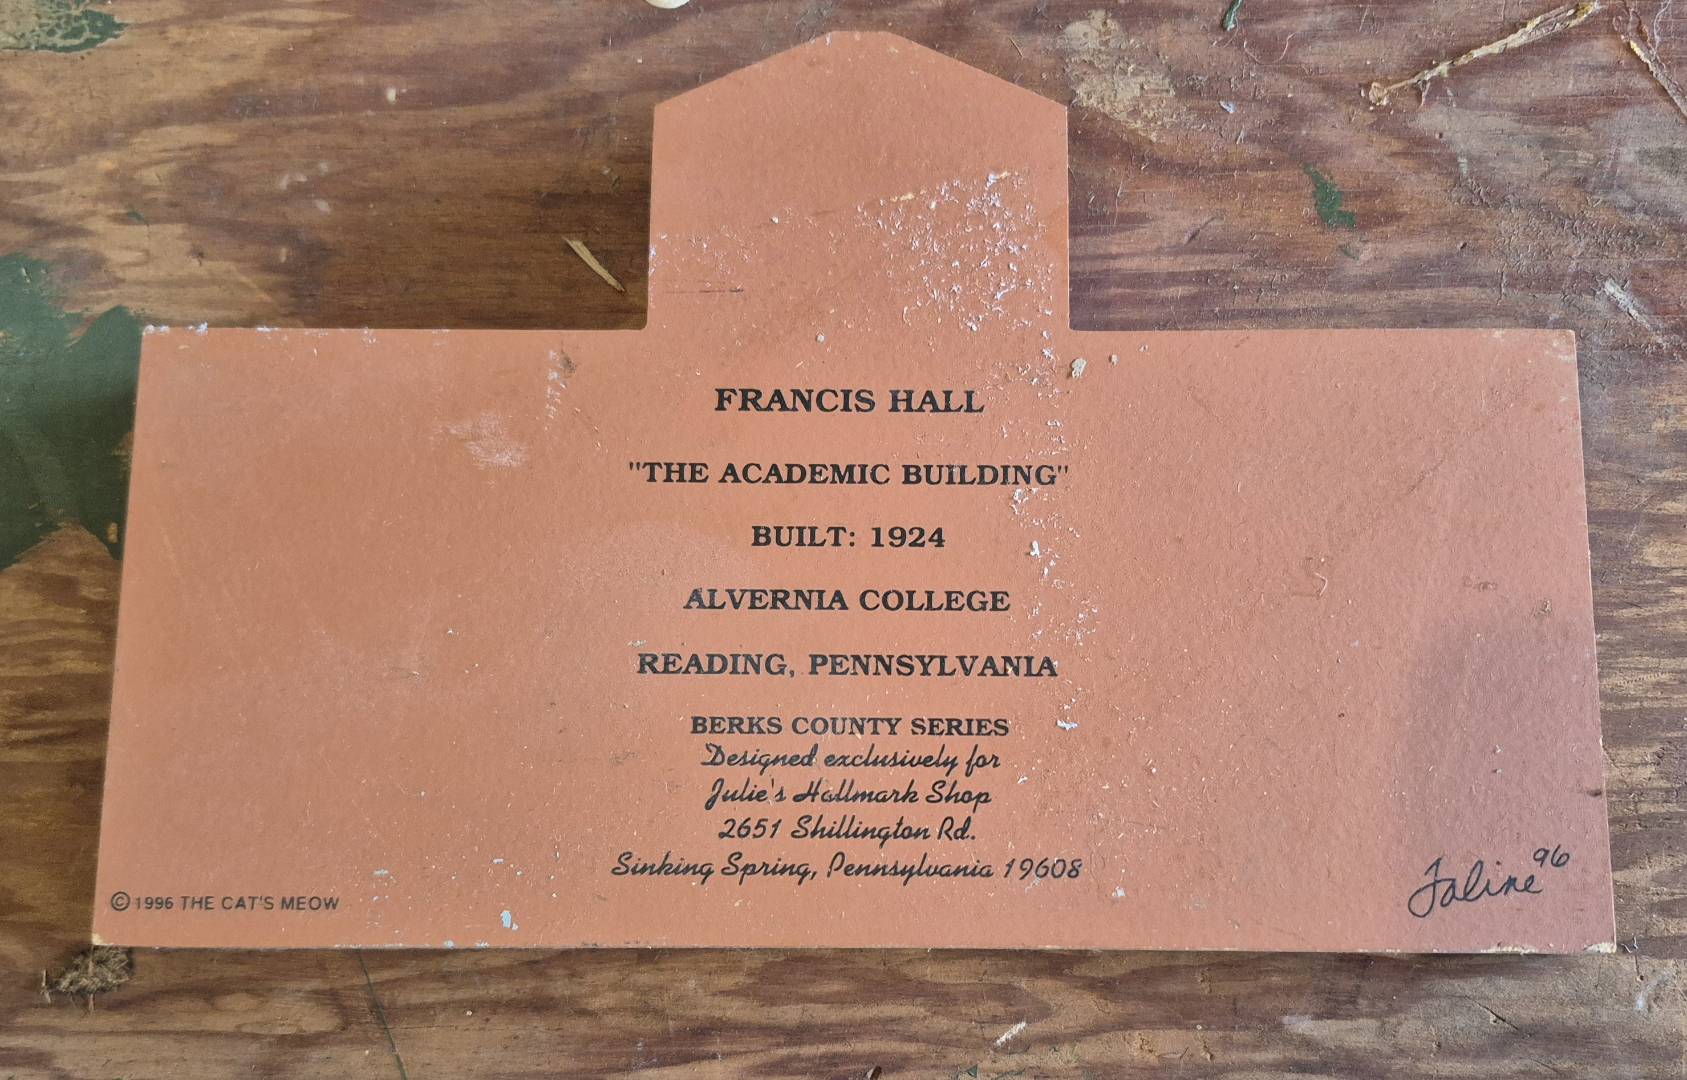 FRANCIS HALL
"THE ACADEMIC BUILDING"
BUILT: 1924
ALVERNIA COLLEGE
READING, PENNSYLVANIA
BERKS COUNTY SERIES
Designed exclusively for
Julie's Hallmark Shop
2651 Shillington Rd.
Sinking Spring, Pennsylvania 19608
© 1996 THE CAT'S MEOW
Faline 96